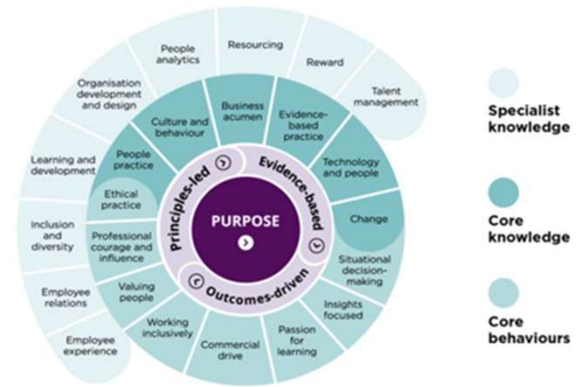 People
analytics
Resourcing
Reward
Talent
management
Organisation
development
and design
Learning and
development
Inclusion
and
diversity
Employee
relations
Employee
experience
Culture and
behaviour
Business
acumen
Evidence-
based
practice
Technology
and people
Change
People
practice
Ethical
practice
Professional
courage and
influence
Valuing
people
Working
inclusively
Commercial
drive
Passion
for
learning
Insights
focused
Situational
decision-
making
Principles-led
Evidence-based
Outcomes-driven
PURPOSE
Specialist
knowledge
Core
knowledge
Core
behaviours